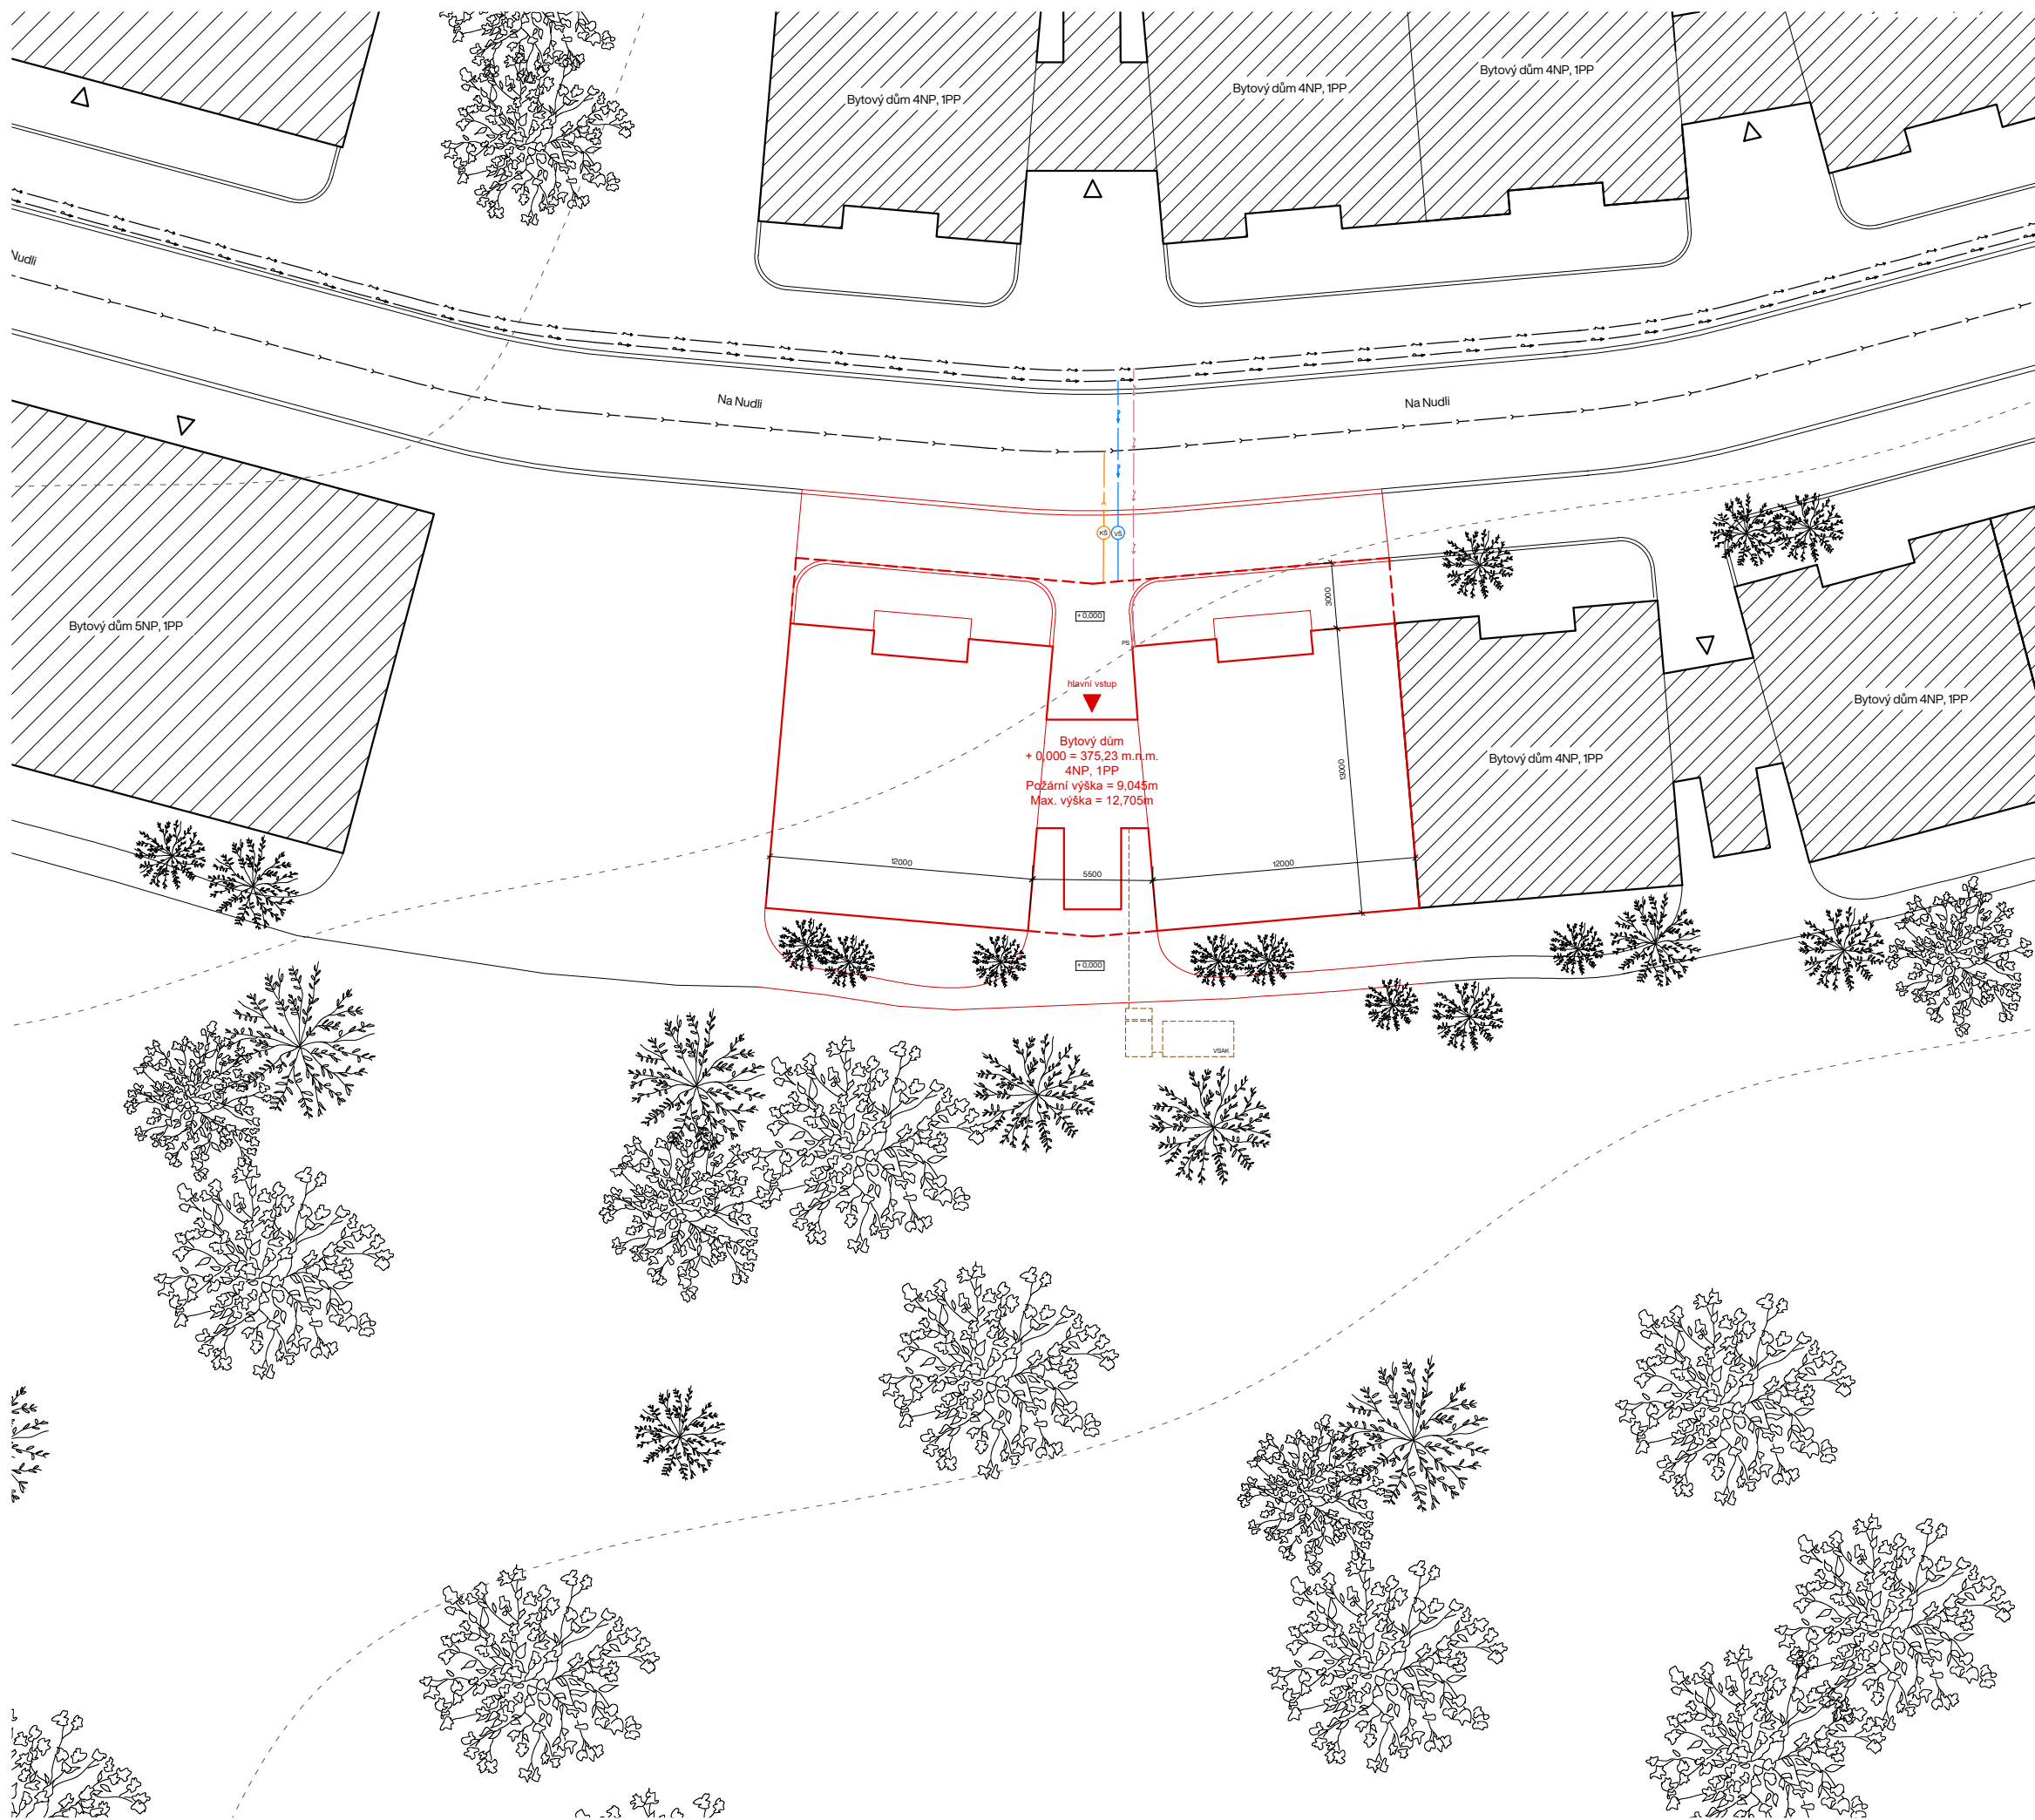 Bytový dům 4NP, 1PP
Bytový dům 4NP, 1PP
Bytový dům 4NP, 1PP
Nudli
Na Nudli
Na Nudli
KŠ
VŠ
3000
+ 0,000
PS
Bytový dům 5NP, 1PP
hlavní vstup
Bytový dům 4NP, 1PP
Bytový dům
+ 0,000 = 375,23 m.n.m.
4NP, 1PP
Požární výška = 9,045m
Max. výška = 12,705m
Bytový dům 4NP, 1PP
13000
12000
5500
12000
+ 0,000
VSAK